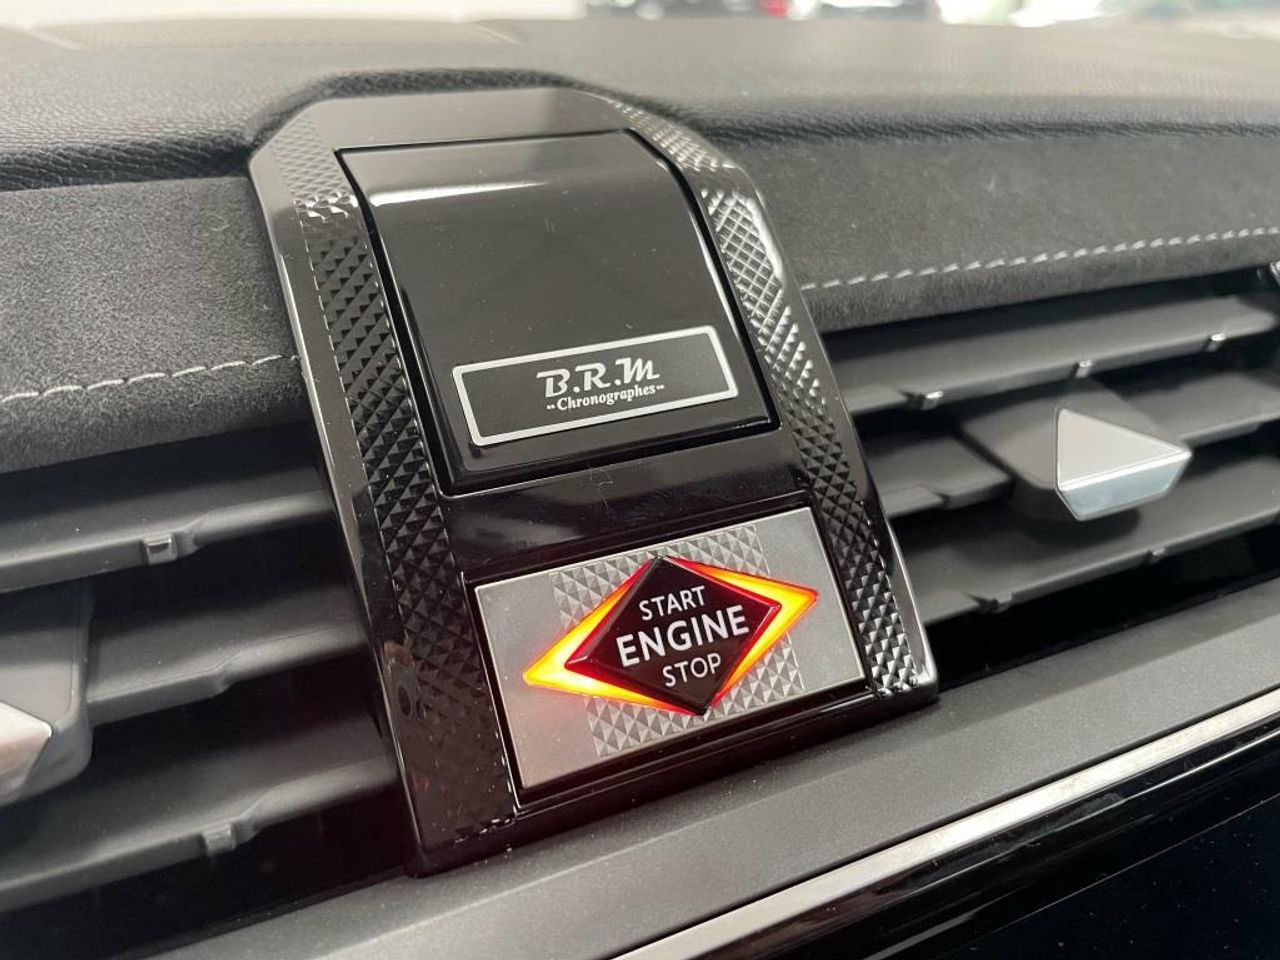 B.R.M
-- Chronographes --
START
ENGINE
STOP